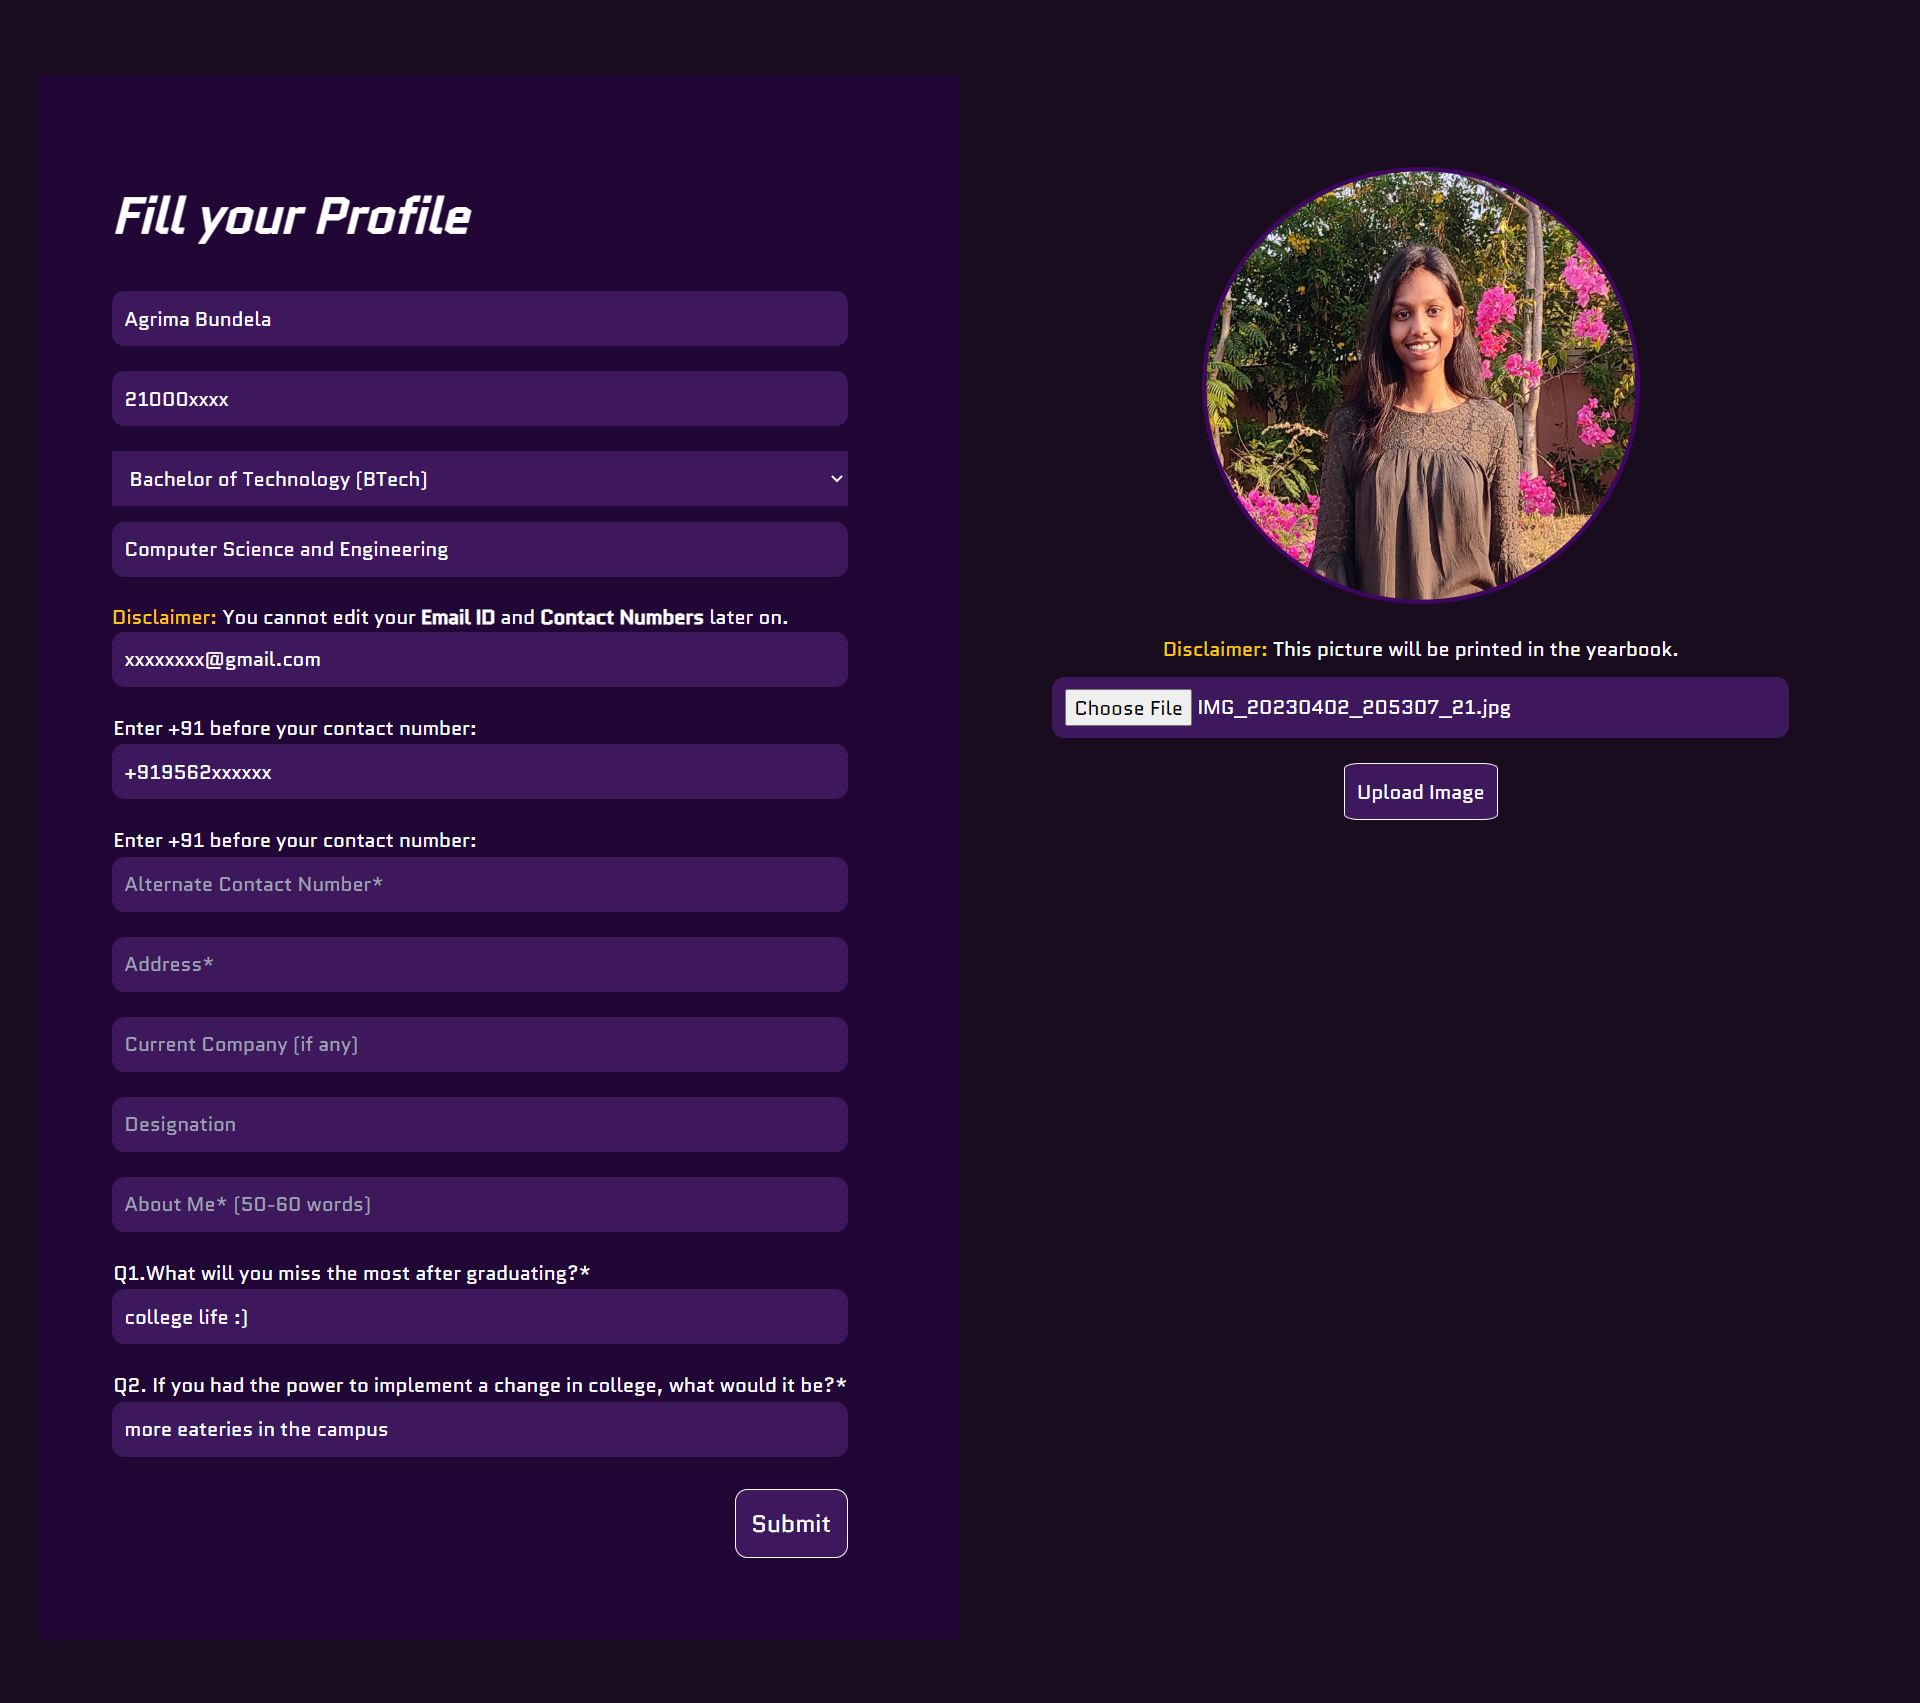 Fill your Profile
Agrima Bundela
21000xxxx
Bachelor of Technology (BTech)
Computer Science and Engineering
Disclaimer: You cannot edit your Email ID and Contact Numbers later on.
xxxxxxxx@gmail.com
Enter +91 before your contact number:
+919562xxxxxx
Enter +91 before your contact number:
Alternate Contact Number*
Address*
Current Company (if any)
Designation
About Me* (50-60 words)
Q1.What will you miss the most after graduating?*
college life :)
Q2. If you had the power to implement a change in college, what would it be?*
more eateries in the campus
Submit
Disclaimer: This picture will be printed in the yearbook.
Choose File IMG_20230402_205307_21.jpg
Upload Image